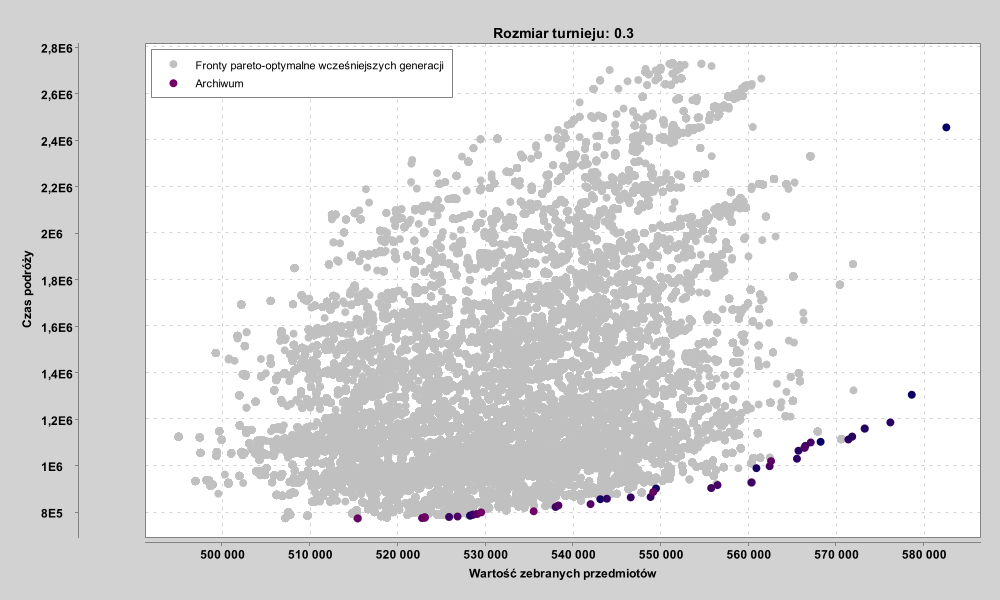 Rozmiar turnieju: 0.3
Fronty pareto-optymalne wcześniejszych generacji
Archiwum
Czas podróży
2,8E6
2,6E6
2,4E6
2,2E6
2E6
1,8E6
1,6E6
1,4E6
1,2E6
1E6
8E5
500 000 510 000 520 000 530 000 540 000 550 000 560 000 570 000 580 000
Wartość zebranych przedmiotów